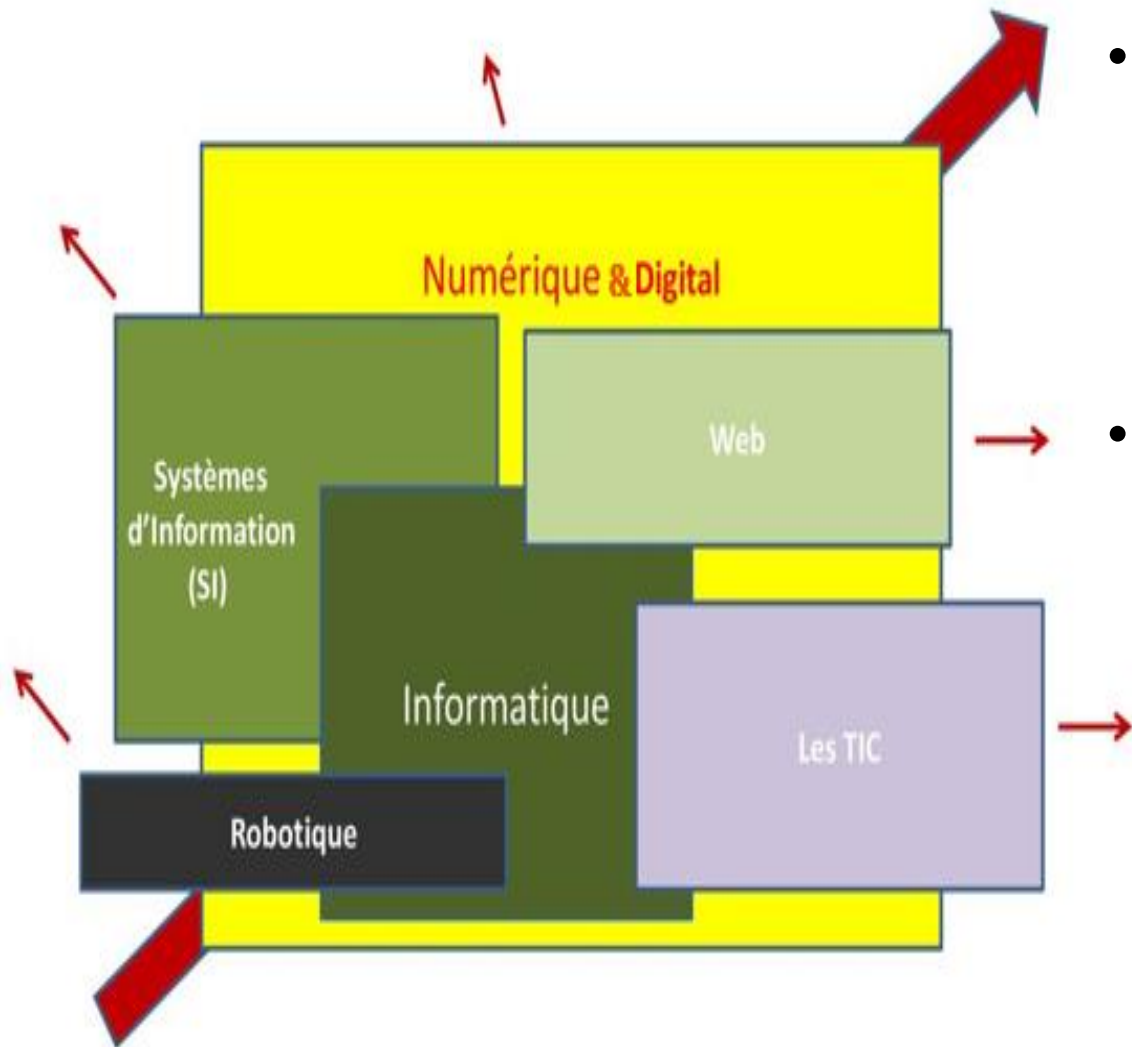 Numérique & Digital
Web
Systèmes
d'Information
(SI)
Informatique
Les TIC
Robotique